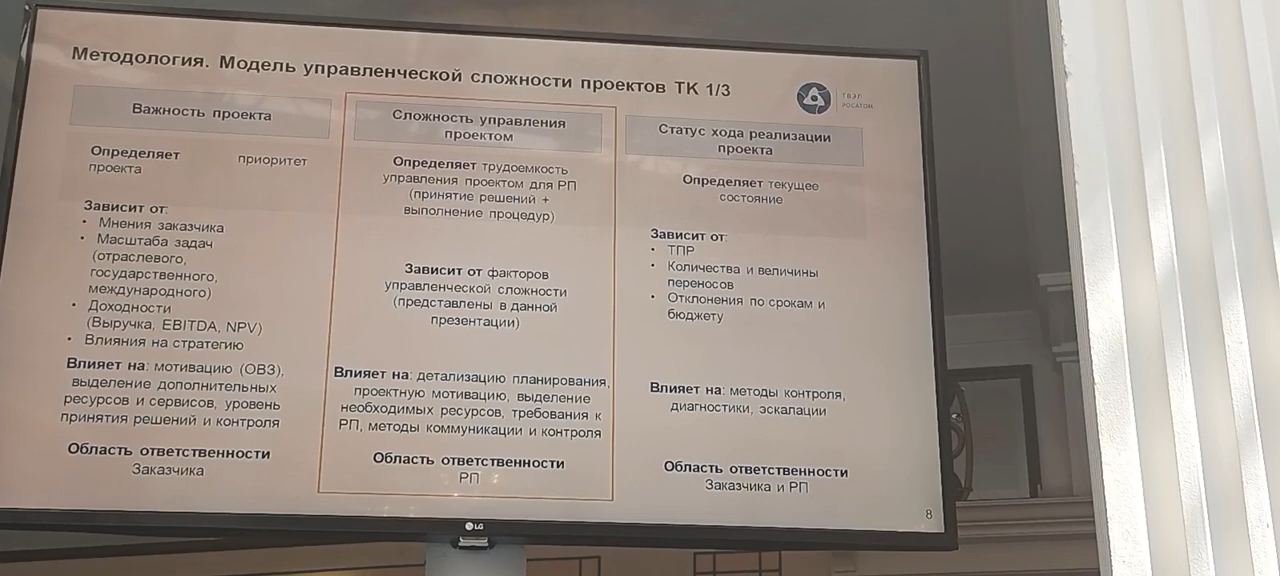 Методология. Модель управленческой сложности проектов ТК 1/3
ТВЭЛ
РОСАТОМ
Важность проекта
Определяет приоритет
проекта
Зависит от:
• Мнения заказчика
• Масштаба задач
(отраслевого,
государственного,
международного)
• Доходности
(Выручка, EBITDA, NPV)
• Влияния на стратегию
Влияет на: мотивацию (ОВЗ),
выделение дополнительных
ресурсов и сервисов, уровень
принятия решений и контроля
Область ответственности
Заказчика
Сложность управления
проектом
Определяет трудоемкость
управления проектом для РП
(принятие решений +
выполнение процедур)
Зависит от факторов
управленческой сложности
(представлены в данной
презентации)
Влияет на: детализацию планирования,
проектную мотивацию, выделение
необходимых ресурсов, требования к
РП, методы коммуникации и контроля
Область ответственности
РП
Статус хода реализации
проекта
Определяет текущее
состояние
Зависит от:
• ТПР
• Количества и величины
переносов
• Отклонения по срокам и
бюджету
Влияет на: методы контроля,
диагностики, эскалации
Область ответственности
Заказчика и РП
8
LG